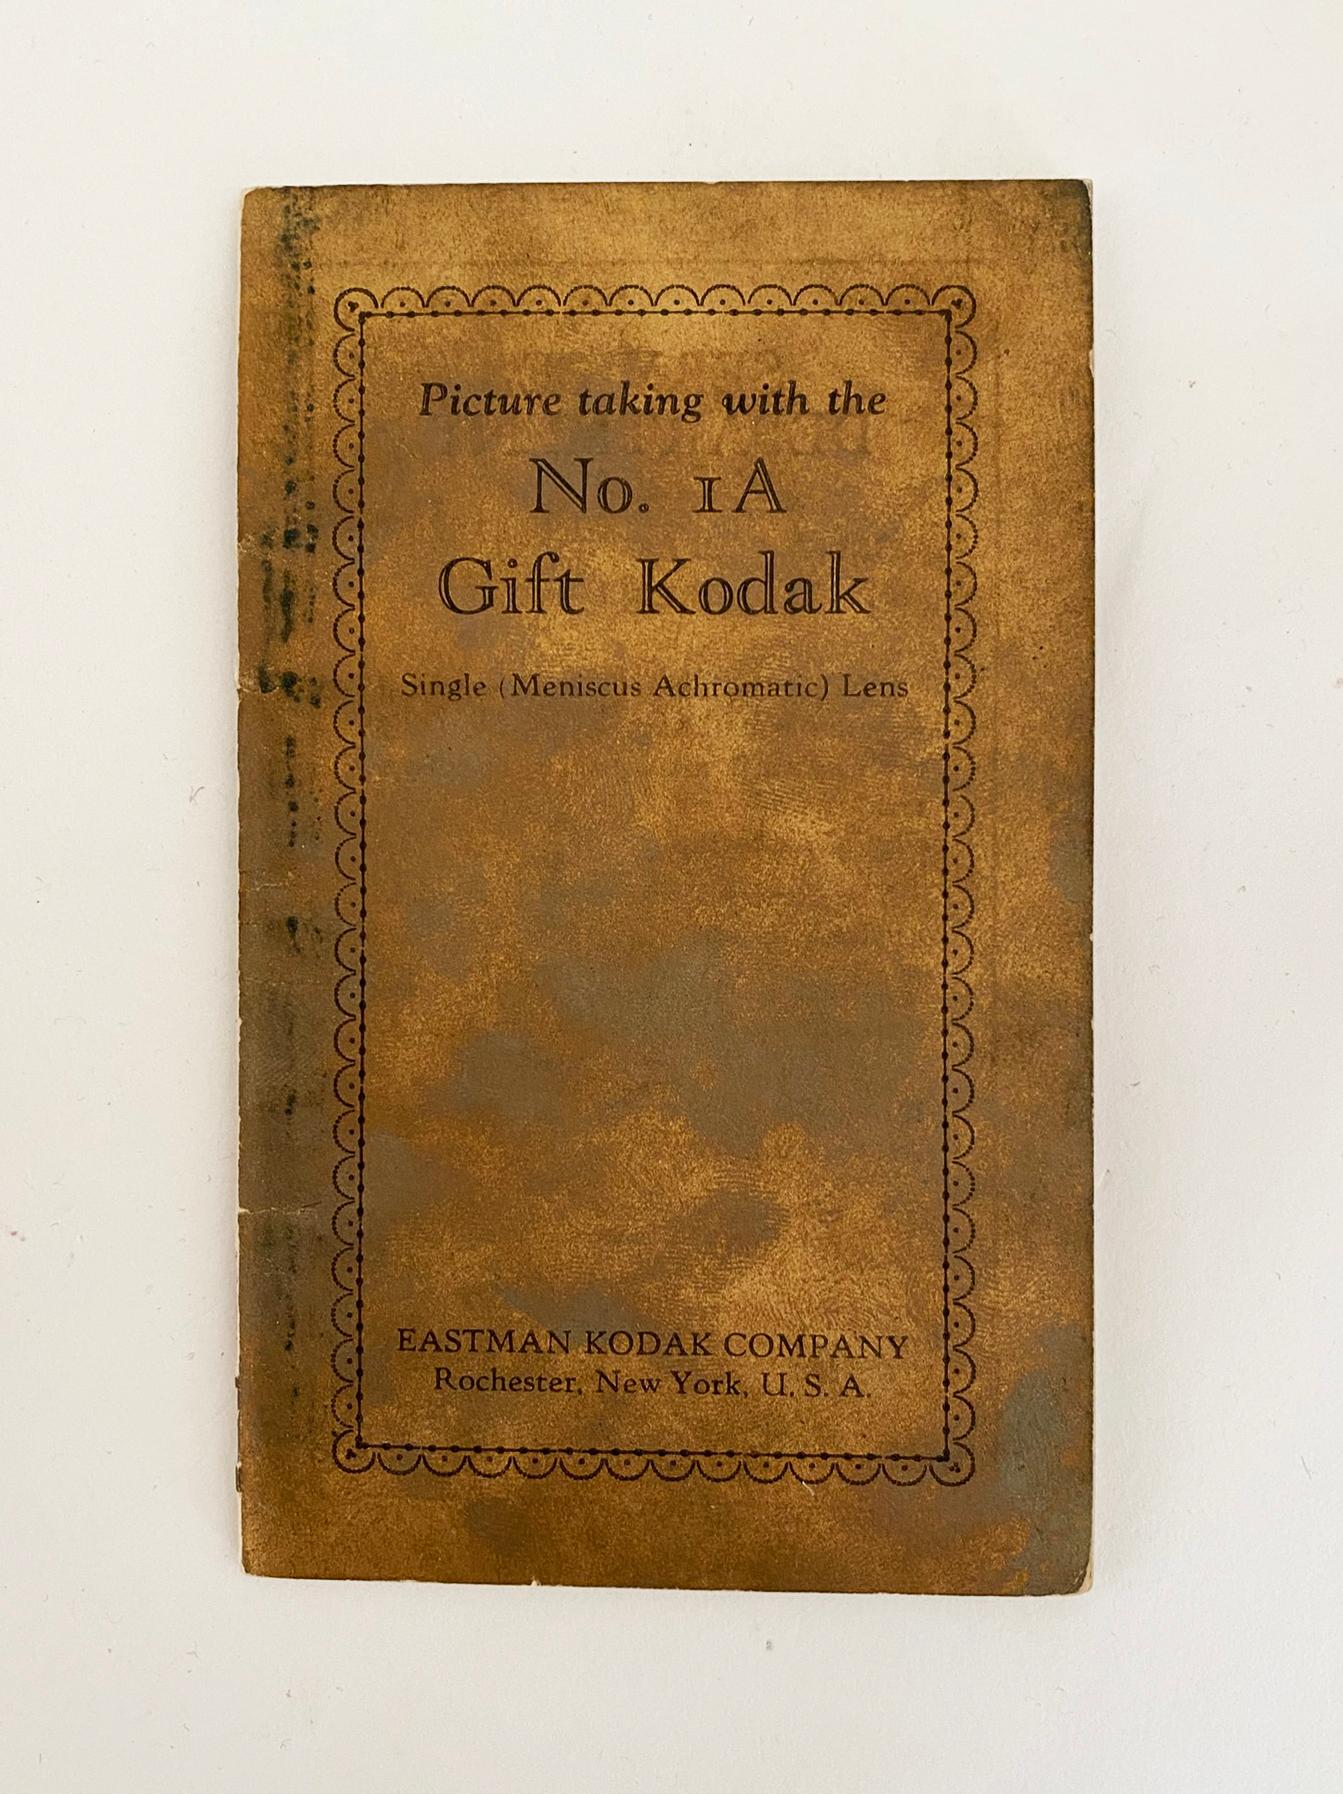 Picture taking with the
No. 1A
Gift Kodak
Single (Meniscus Achromatic) Lens
EASTMAN KODAK COMPANY
Rochester, New York, U. S. A.